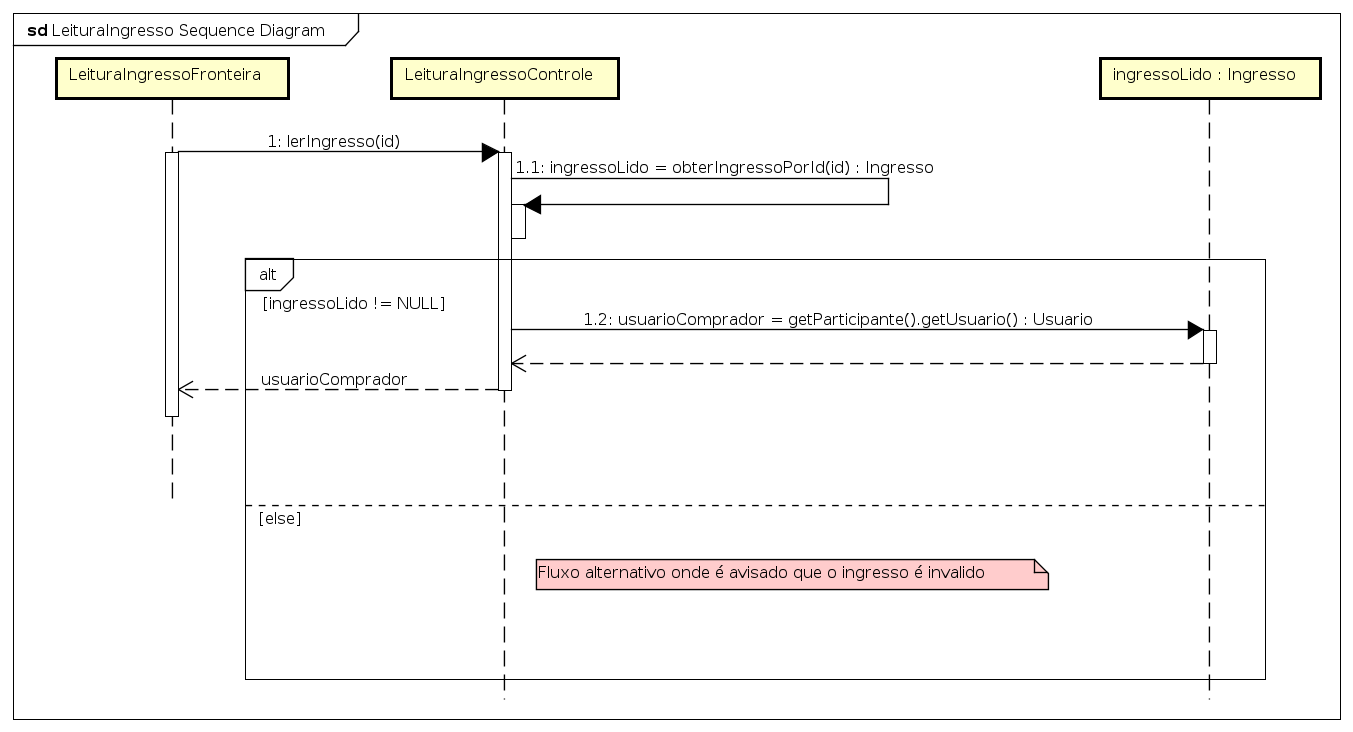 sd LeituraIngresso Sequence Diagram
LeituraIngressoFronteira
LeituraIngressoControle
ingressoLido : Ingresso
1: lerIngresso(id)
1.1: ingressoLido = obterIngressoPorId(id) : Ingresso
alt
[ingressoLido != NULL]
1.2: usuarioComprador = getParticipante().getUsuario() : Usuario
usuarioComprador
[else]
Fluxo alternativo onde é avisado que o ingresso é invalido